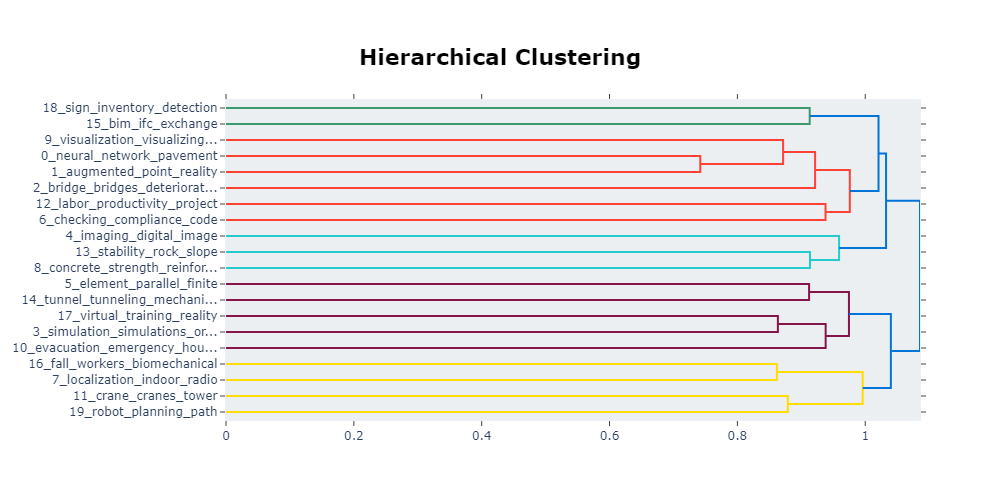 Hierarchical Clustering
18_sign_inventory_detection
15_bim_ifc_exchange
9_visualization_visualizing...
0_neural_network_pavement
1_augmented_point_reality
2_bridge_bridges_deteriorat...
12_labor_productivity_project
6_checking_compliance_code
4_imaging_digital_image
13_stability_rock_slope
8_concrete_strength_reinfor...
5_element_parallel_finite
14_tunnel_tunneling_mechani...
17_virtual_training_reality
3_simulation_simulations_or...
10_evacuation_emergency_hou...
16_fall_workers_biomechanical
7_localization_indoor_radio
11_crane_cranes_tower
19_robot_planning_path
0 0.2 0.4 0.6 0.8 1